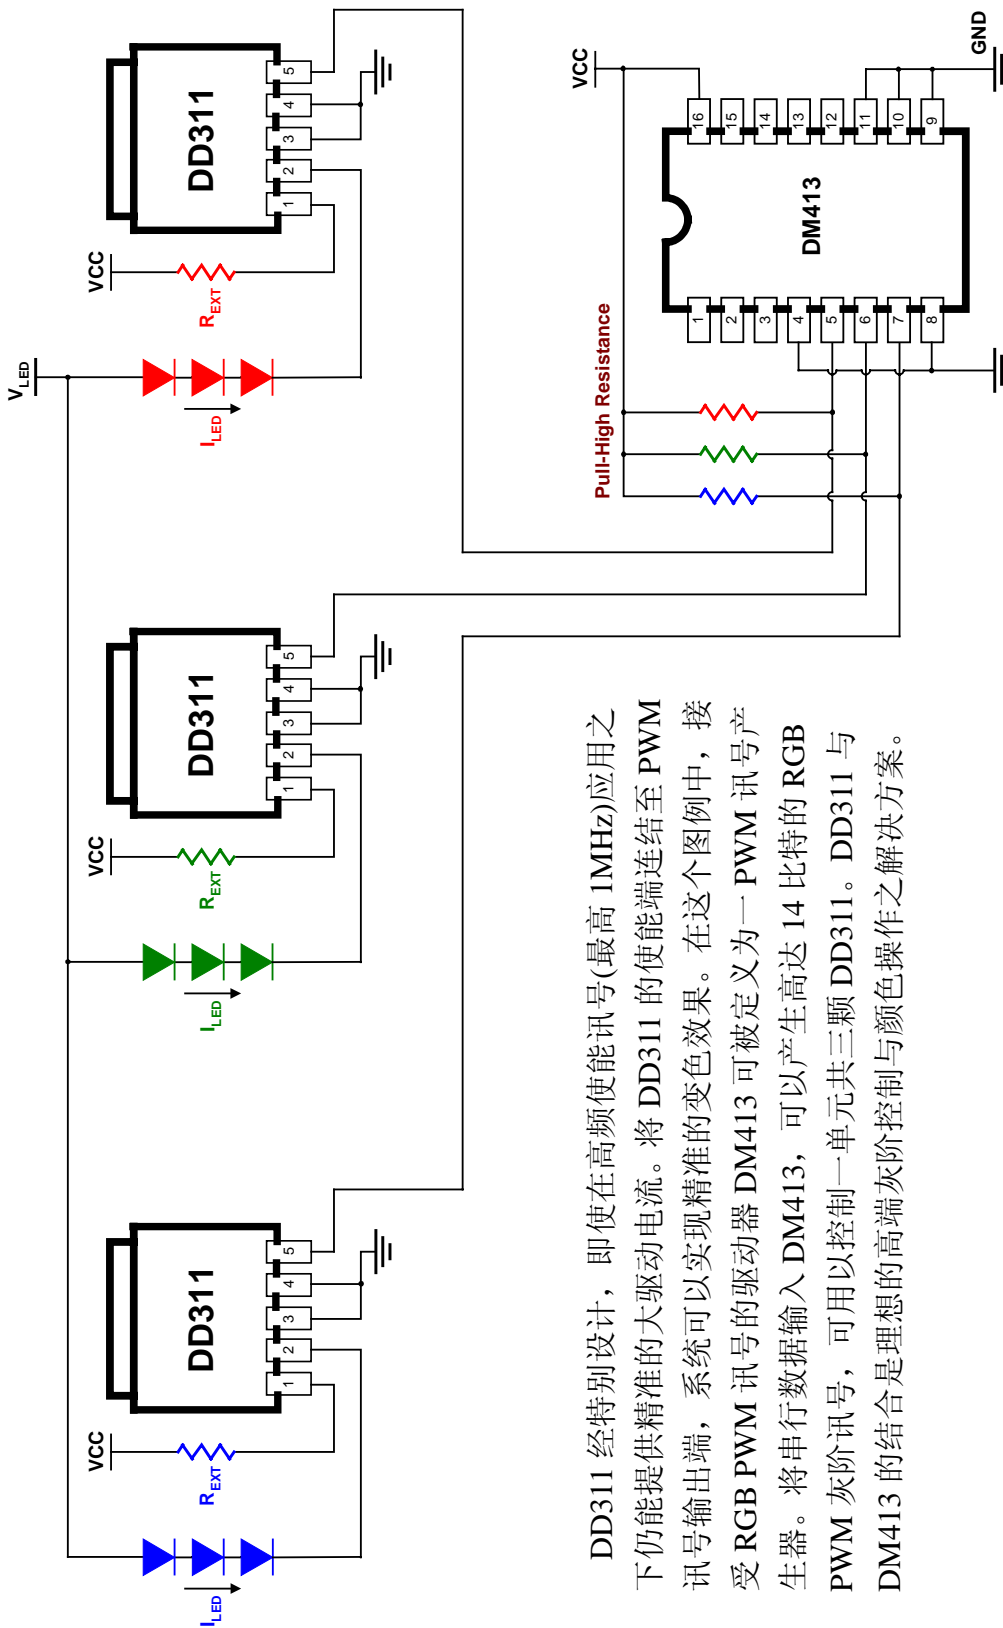 V_LED
VCC
R_EXT
I_LED
DD311
1 2 3 4 5
VCC
R_EXT
I_LED
DD311
1 2 3 4 5
VCC
R_EXT
I_LED
DD311
1 2 3 4 5
VCC
Pull-High Resistance
16 15 14 13 12 11 10 9
DM413
1 2 3 4 5 6 7 8
GND
DD311 经特别设计，即使在高频使能讯号(最高 1MHz)应用之
下仍能提供精准的大驱动电流。将 DD311 的使能端连结至 PWM
讯号输出端，系统可以实现精准的变色效果。在这个图例中，接
受 RGB PWM 讯号的驱动器 DM413 可被定义为一 PWM 讯号产
生器。将串行数据输入 DM413，可以产生高达 14 比特的 RGB
PWM 灰阶讯号，可用以控制一单元共三颗 DD311。DD311 与
DM413 的结合是理想的高端灰阶控制与颜色操作之解决方案。